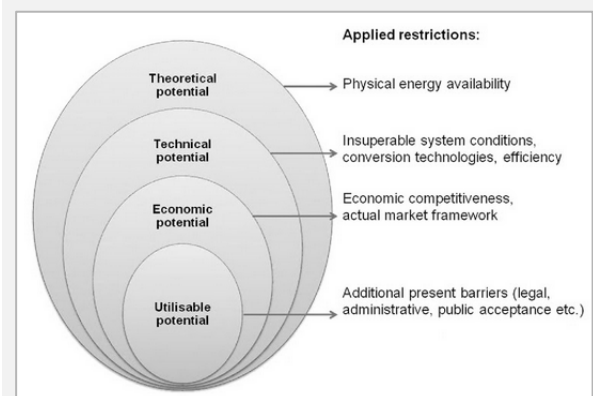 Applied restrictions:
Theoretical
potential
Physical energy availability
Technical
potential
Insuperable system conditions,
conversion technologies, efficiency
Economic
potential
Economic competitiveness,
actual market framework
Utilisable
potential
Additional present barriers (legal,
administrative, public acceptance etc.)